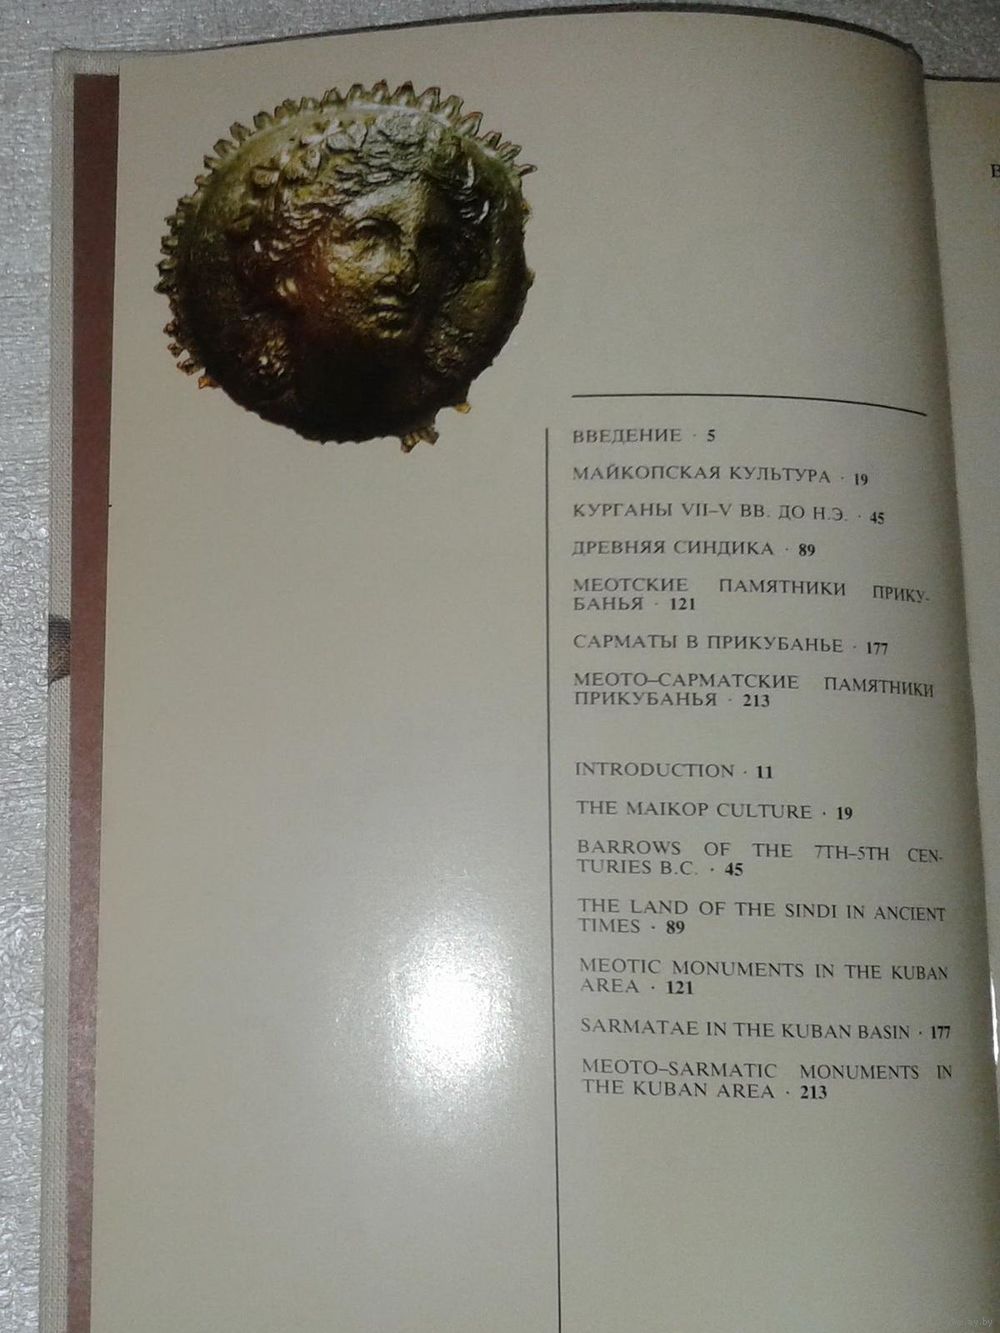 ВВЕДЕНИЕ · 5
МАЙКОПСКАЯ КУЛЬТУРА · 19
КУРГАНЫ VII–V ВВ. ДО Н.Э. · 45
ДРЕВНЯЯ СИНДИКА · 89
МЕОТСКИЕ ПАМЯТНИКИ ПРИКУ-
БАНЬЯ · 121
САРМАТЫ В ПРИКУБАНЬЕ · 177
МЕОТО–САРМАТСКИЕ ПАМЯТНИКИ
ПРИКУБАНЬЯ · 213
INTRODUCTION · 11
THE MAIKOP CULTURE · 19
BARROWS OF THE 7TH–5TH CEN-
TURIES B.C. · 45
THE LAND OF THE SINDI IN ANCIENT
TIMES · 89
MEOTIC MONUMENTS IN THE KUBAN
AREA · 121
SARMATAE IN THE KUBAN BASIN · 177
MEOTO–SARMATIC MONUMENTS IN
THE KUBAN AREA · 213